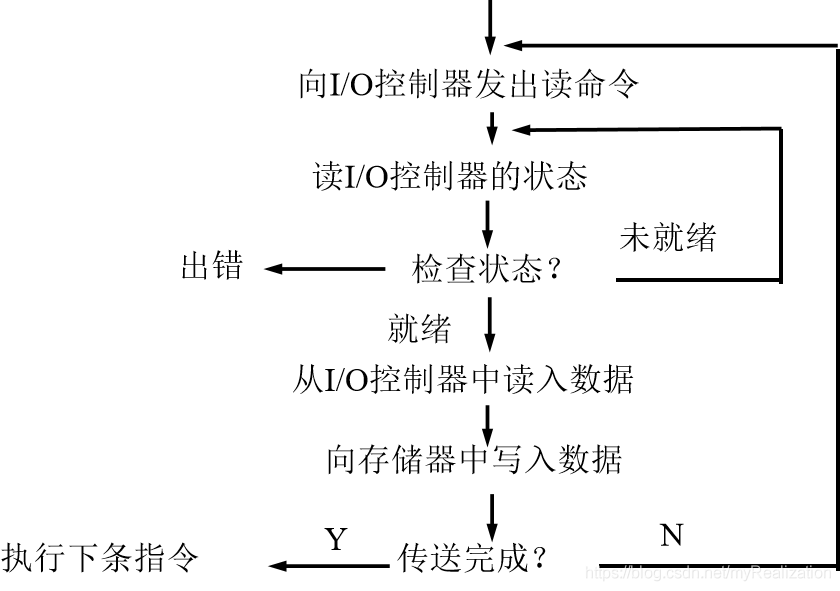 向I/O控制器发出读命令
读I/O控制器的状态
未就绪
出错
检查状态？
就绪
从I/O控制器中读入数据
向存储器中写入数据
执行下条指令
Y
传送完成？
N
https://blog.csdn.net/myRealization